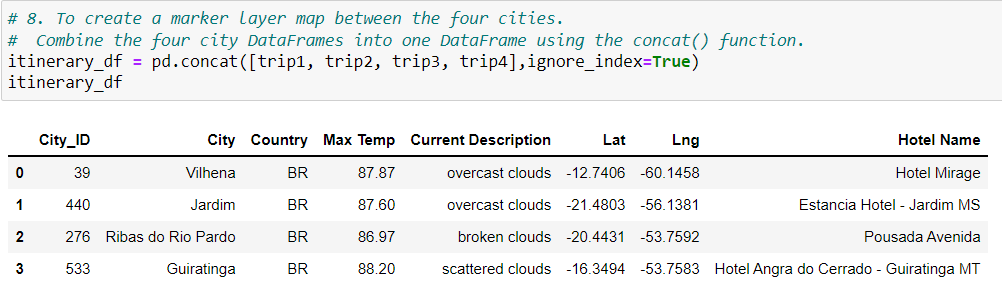 # 8. To create a marker layer map between the four cities.
#  Combine the four city DataFrames into one DataFrame using the concat() function.
itinerary_df = pd.concat([trip1, trip2, trip3, trip4],ignore_index=True)
itinerary_df
City_ID City Country Max Temp Current Description Lat Lng Hotel Name
0 39 Vilhena BR 87.87 overcast clouds -12.7406 -60.1458 Hotel Mirage
1 440 Jardim BR 87.60 overcast clouds -21.4803 -56.1381 Estancia Hotel - Jardim MS
2 276 Ribas do Rio Pardo BR 86.97 broken clouds -20.4431 -53.7592 Pousada Avenida
3 533 Guiratinga BR 88.20 scattered clouds -16.3494 -53.7583 Hotel Angra do Cerrado - Guiratinga MT